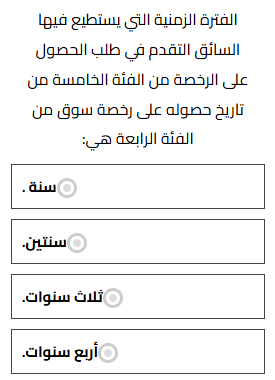 الفترة الزمنية التي يستطيع فيها
السائق التقدم في طلب الحصول
على الرخصة من الفئة الخامسة من
تاريخ حصوله على رخصة سوق من
الفئة الرابعة هي:
سنة .
سنتين.
ثلاث سنوات.
أربع سنوات.